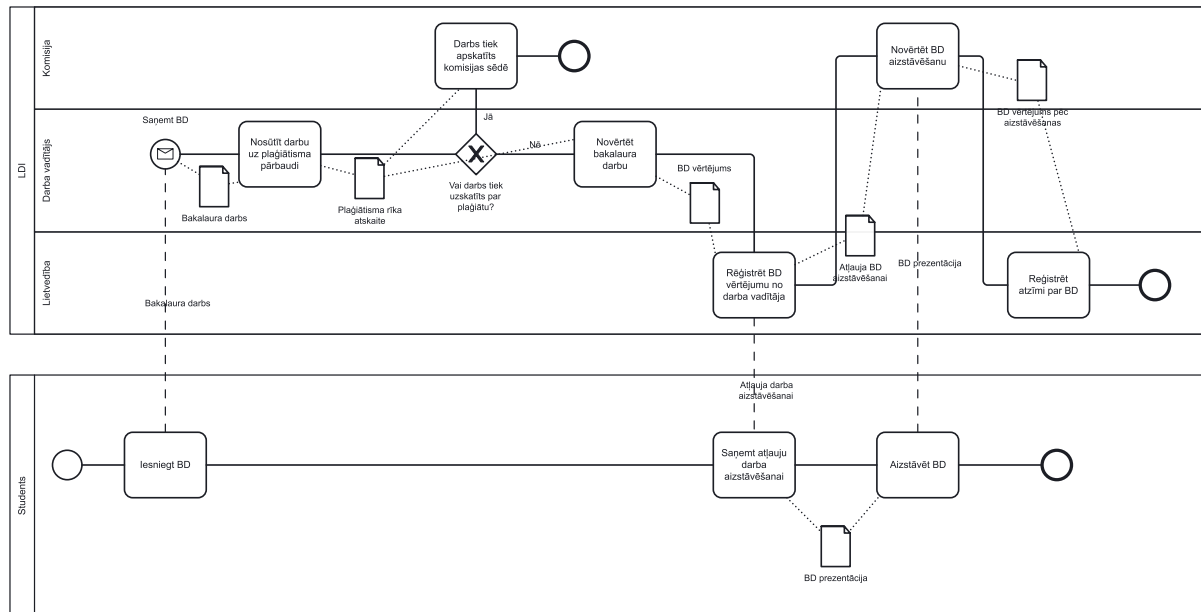 LDI
Komisija
Darbs tiek
apskatīts
komisijas sēdē
Novērtēt BD
aizstāvēšanu
BD vērtējums pēc
aizstāvēšanas
Darba vadītājs
Saņemt BD
Bakalaura darbs
Nosūtīt darbu
uz plaģiātisma
pārbaudi
Plaģiātisma rīka
atskaite
Jā
Nē
Vai darbs tiek
uzskatīts par
plaģiātu?
Novērtēt
bakalaura
darbu
BD vērtējums
Lietvedība
Bakalaura darbs
Rēģistrēt BD
vērtējumu no
darba vadītāja
Atļauja BD
aizstāvēšanai
BD prezentācija
Reģistrēt
atzīmi par BD
Atļauja darba
aizstāvēšanai
Students
Iesniegt BD
Saņemt atļauju
darba
aizstāvēšanai
Aizstāvēt BD
BD prezentācija